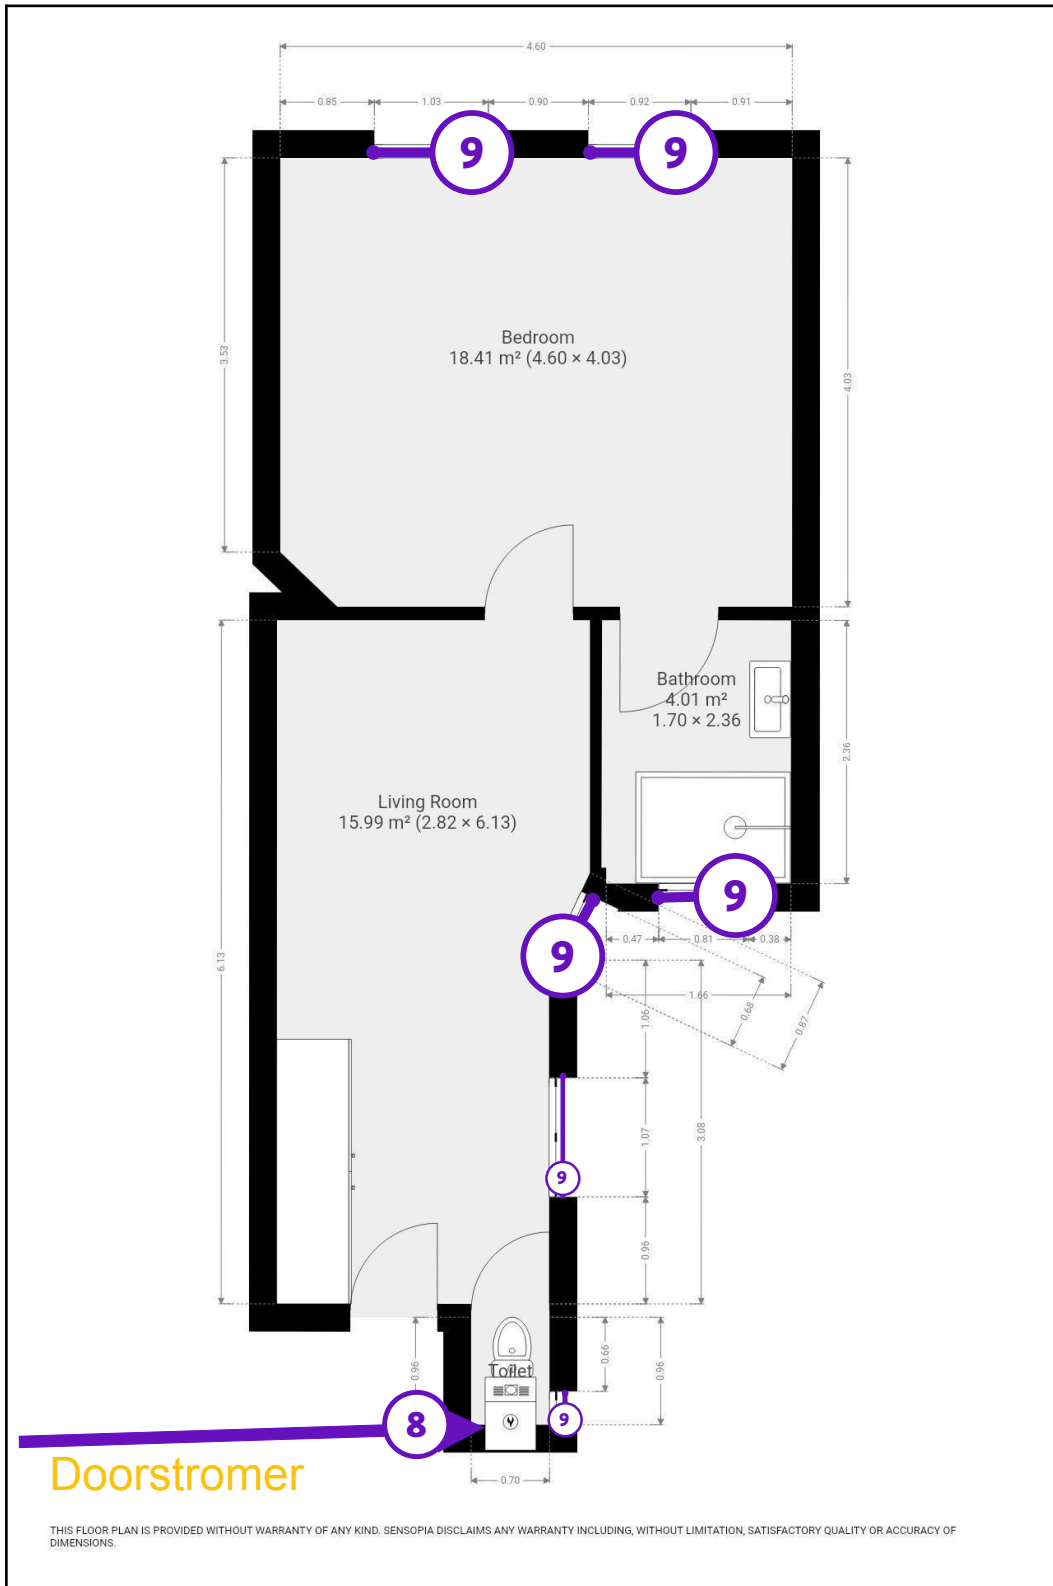 4.60
0.85 1.03 0.90 0.92 0.91
9 9
3.53
4.03
Bedroom
18.41 m² (4.60 × 4.03)
Bathroom
4.01 m²
1.70 × 2.36
2.36
Living Room
15.99 m² (2.82 × 6.13)
6.13
9
9
0.47 0.81 0.38
1.66
0.68
0.87
1.06
1.07
3.08
9
0.96
0.96
0.66
0.96
Toilet
8
9
Doorstromer
0.70
THIS FLOOR PLAN IS PROVIDED WITHOUT WARRANTY OF ANY KIND. SENSOPIA DISCLAIMS ANY WARRANTY INCLUDING, WITHOUT LIMITATION, SATISFACTORY QUALITY OR ACCURACY OF
DIMENSIONS.